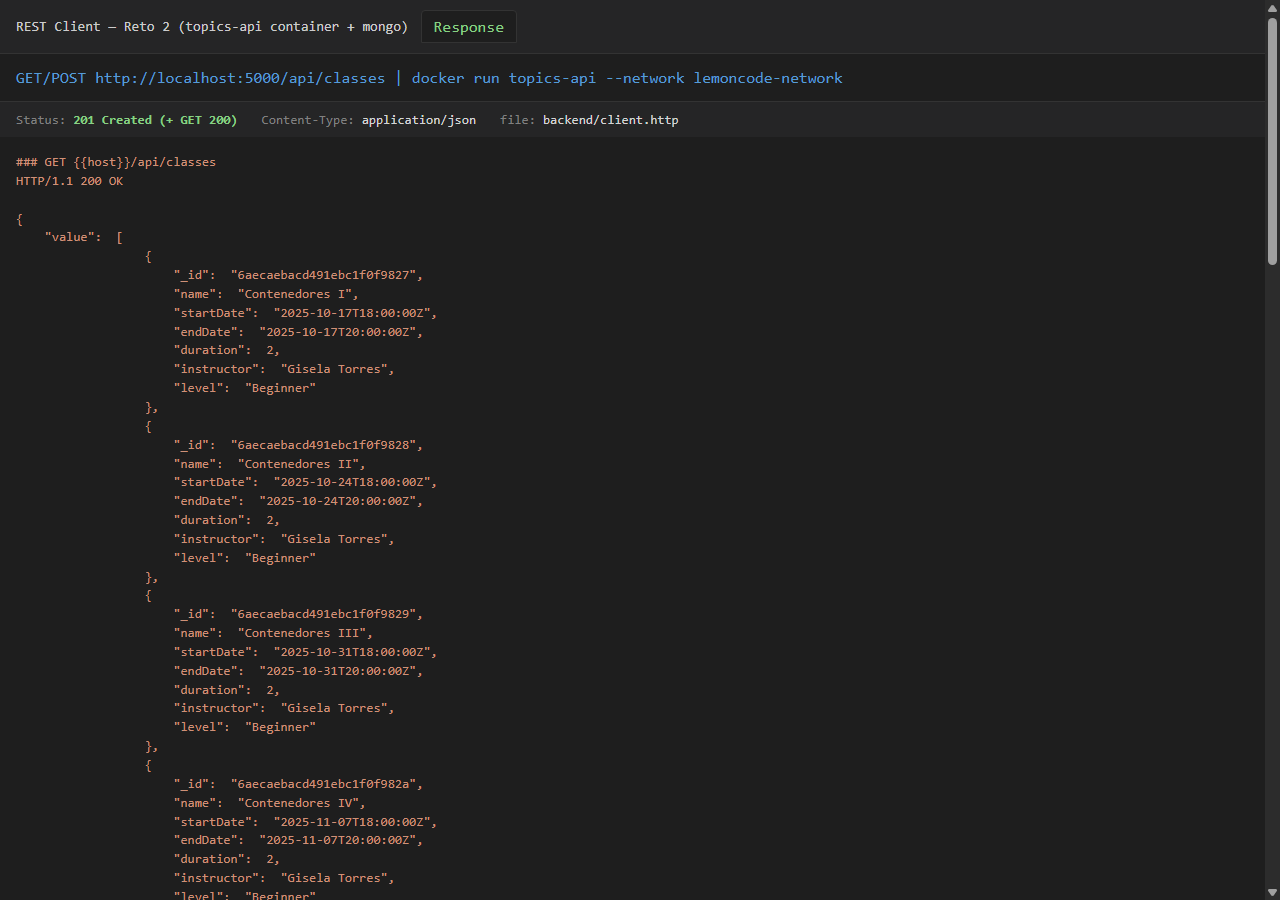 REST Client — Reto 2 (topics-api container + mongo) Response
GET/POST http://localhost:5000/api/classes | docker run topics-api --network lemoncode-network
Status: 201 Created (+ GET 200) Content-Type: application/json file: backend/client.http
### GET {{host}}/api/classes
HTTP/1.1 200 OK
{
"value": [
{
"_id": "6aecaebacd491ebc1f0f9827",
"name": "Contenedores I",
"startDate": "2025-10-17T18:00:00Z",
"endDate": "2025-10-17T20:00:00Z",
"duration": 2,
"instructor": "Gisela Torres",
"level": "Beginner"
},
{
"_id": "6aecaebacd491ebc1f0f9828",
"name": "Contenedores II",
"startDate": "2025-10-24T18:00:00Z",
"endDate": "2025-10-24T20:00:00Z",
"duration": 2,
"instructor": "Gisela Torres",
"level": "Beginner"
},
{
"_id": "6aecaebacd491ebc1f0f9829",
"name": "Contenedores III",
"startDate": "2025-10-31T18:00:00Z",
"endDate": "2025-10-31T20:00:00Z",
"duration": 2,
"instructor": "Gisela Torres",
"level": "Beginner"
},
{
"_id": "6aecaebacd491ebc1f0f982a",
"name": "Contenedores IV",
"startDate": "2025-11-07T18:00:00Z",
"endDate": "2025-11-07T20:00:00Z",
"duration": 2,
"instructor": "Gisela Torres",
"level": "Beginner"